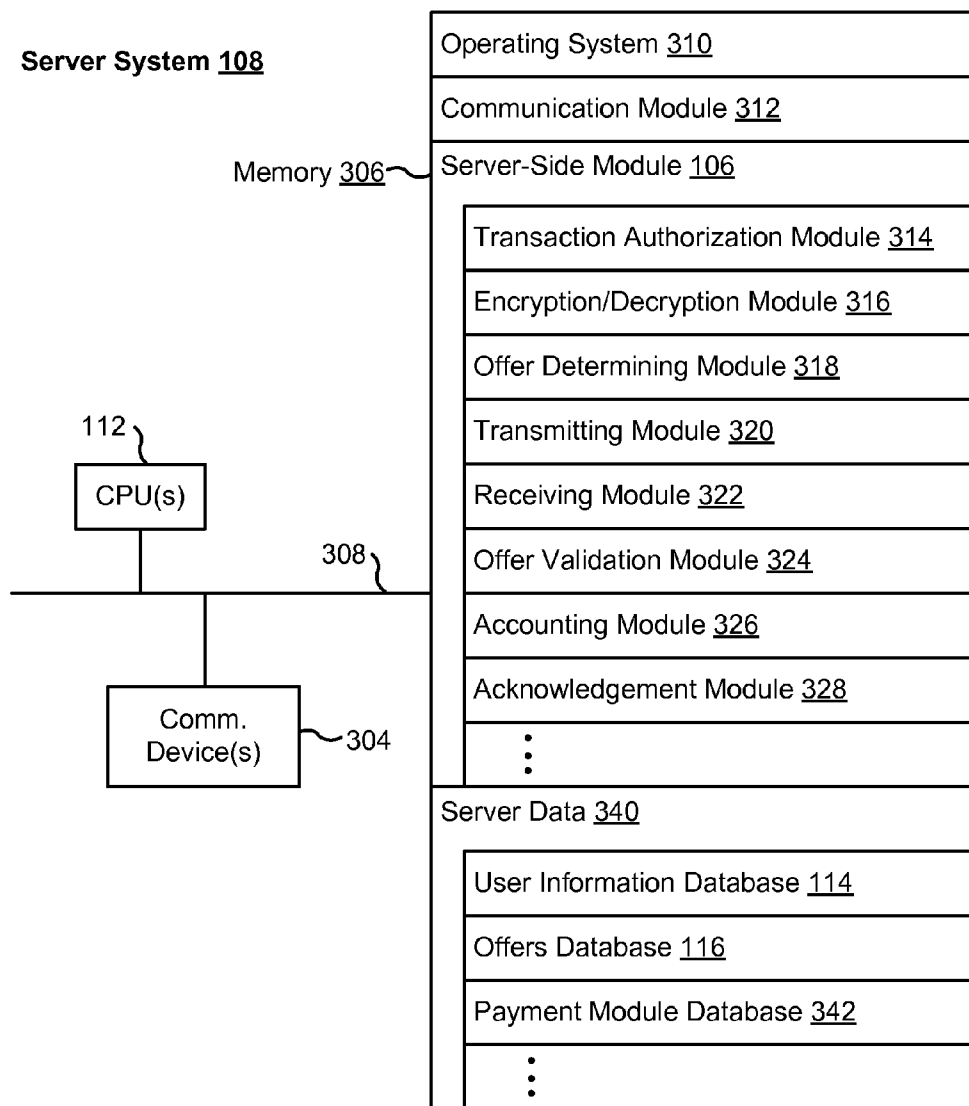 Server System 108
Operating System 310
Communication Module 312
Memory 306
Server-Side Module 106
Transaction Authorization Module 314
Encryption/Decryption Module 316
Offer Determining Module 318
Transmitting Module 320
Receiving Module 322
Offer Validation Module 324
Accounting Module 326
Acknowledgement Module 328
112
CPU(s)
308
Comm.
Device(s)
304
Server Data 340
User Information Database 114
Offers Database 116
Payment Module Database 342